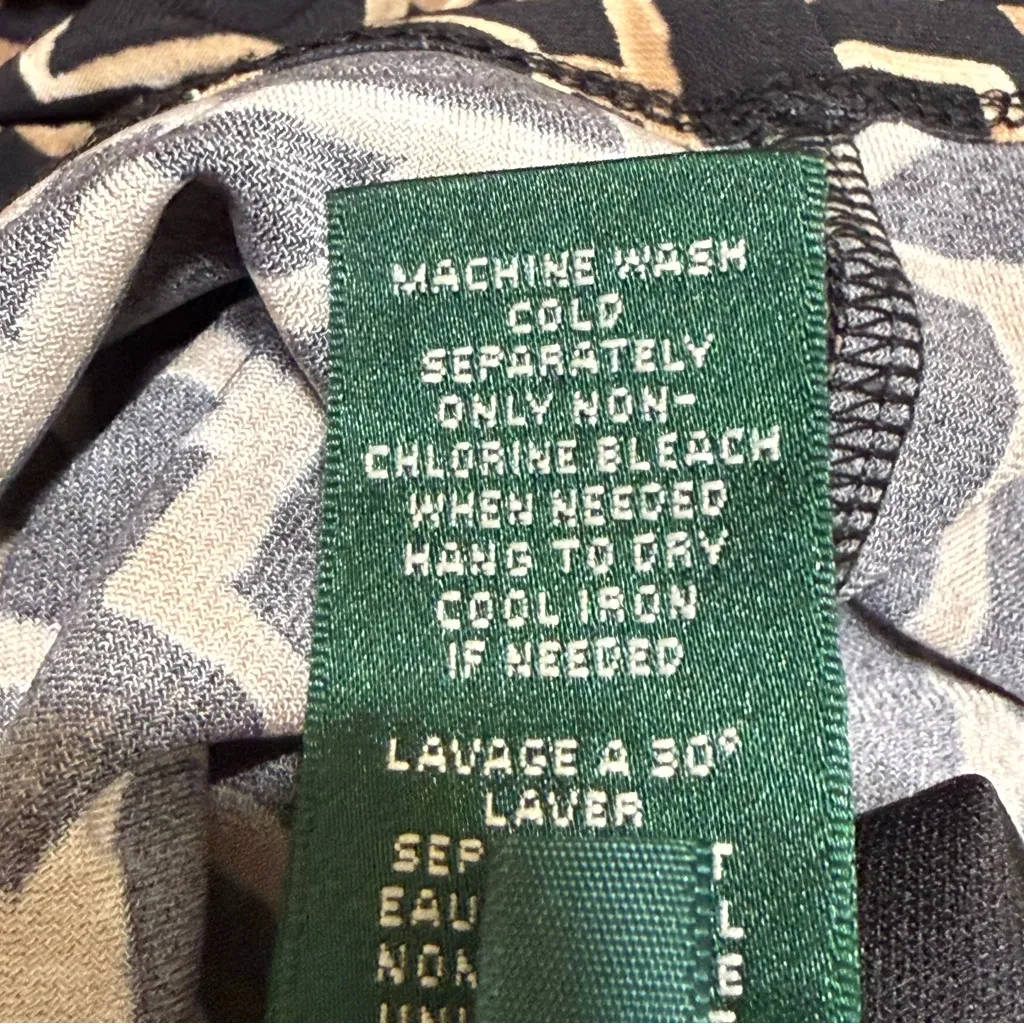 MACHINE WASH
COLD
SEPARATELY
ONLY NON-
CHLORINE BLEACH
WHEN NEEDED
HANG TO DRY
COOL IRON
IF NEEDED
LAVAGE A 30°
LAVER